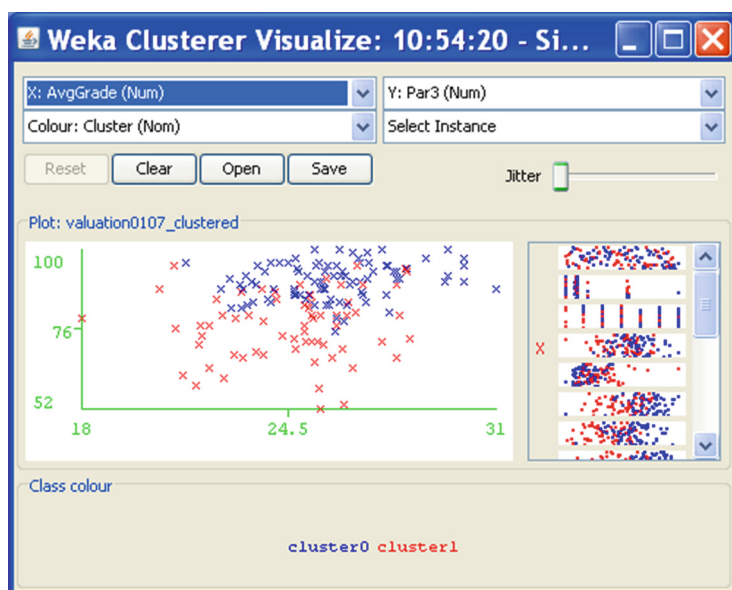 Weka Clusterer Visualize: 10:54:20 - Si...
X: AvgGrade (Num) Y: Par3 (Num)
Colour: Cluster (Nom) Select Instance
Reset Clear Open Save Jitter
Plot: valuation0107_clustered
100
76
52
18 24.5 31
X
Class colour
cluster0 cluster1